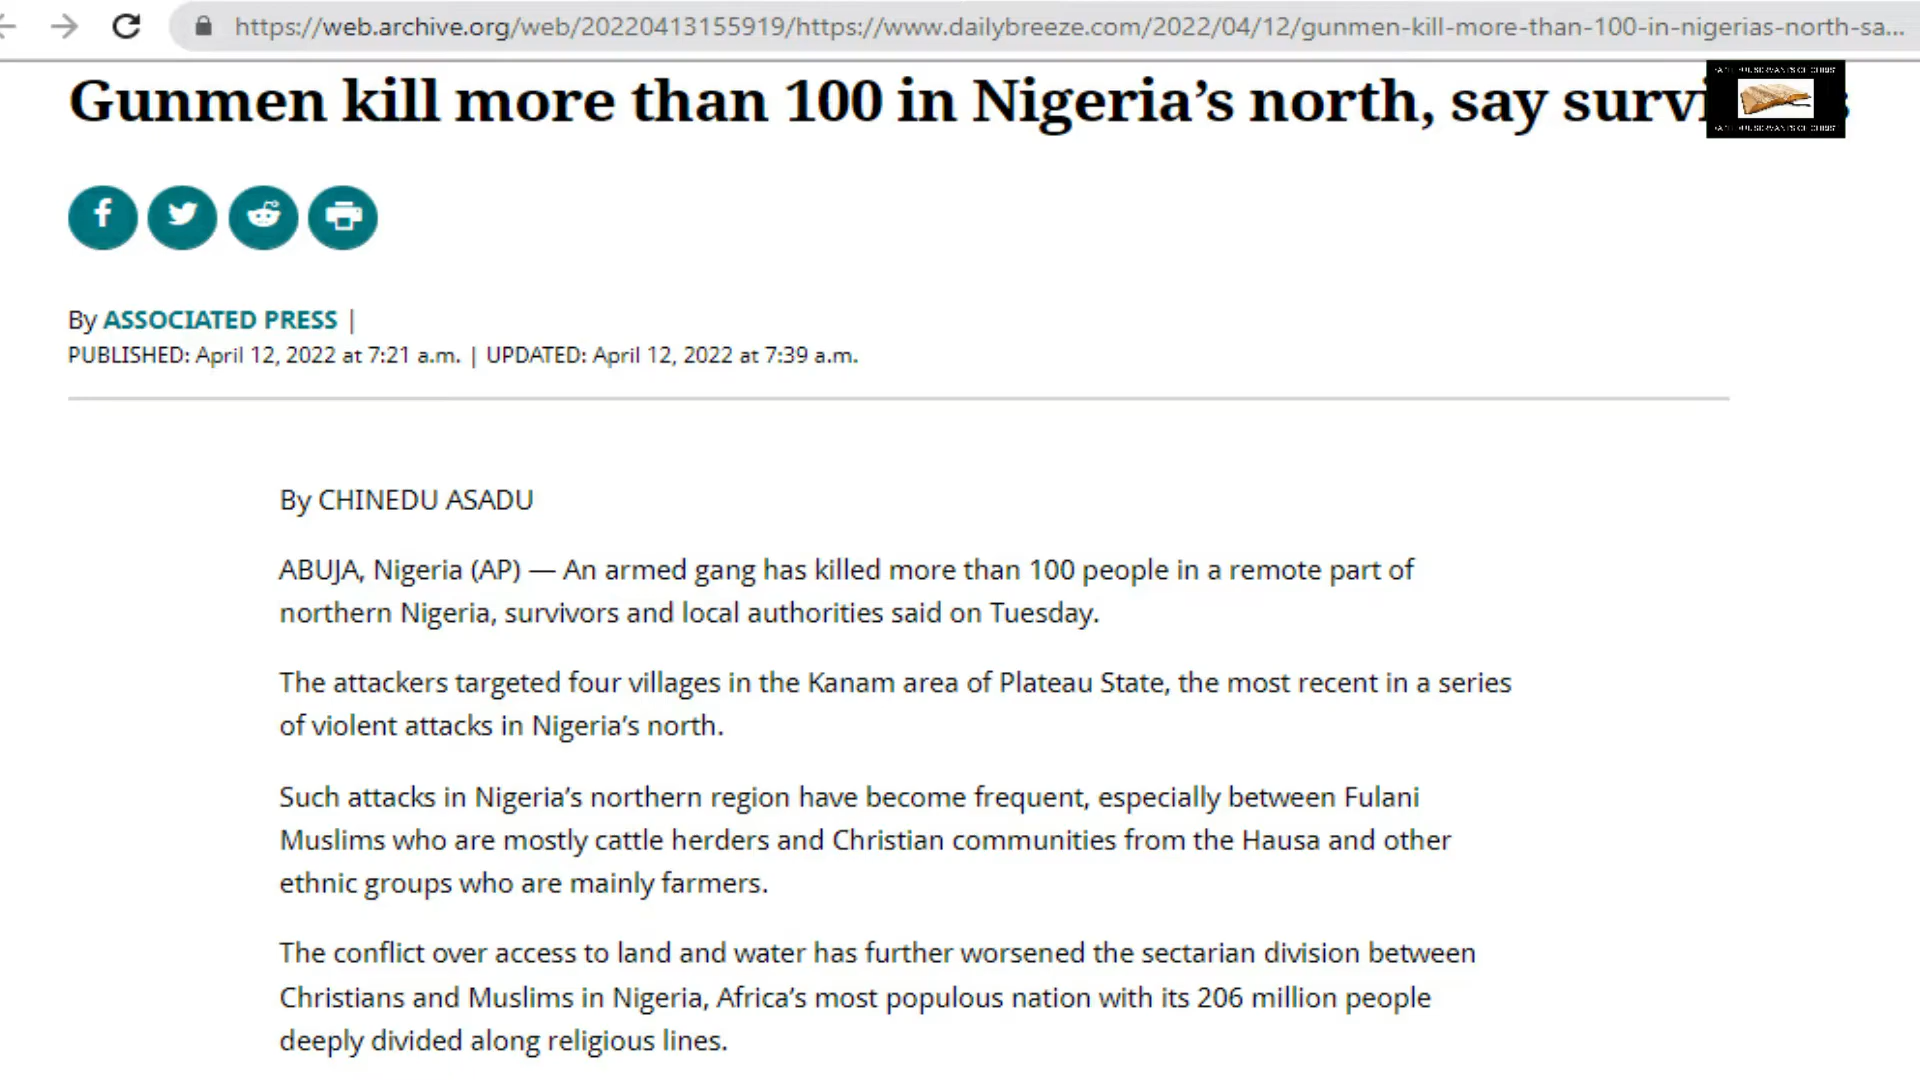 https://web.archive.org/web/20220413155919/https://www.dailybreeze.com/2022/04/12/gunmen-kill-more-than-100-in-nigerias-north-sa...
Gunmen kill more than 100 in Nigeria’s north, say
By ASSOCIATED PRESS |
PUBLISHED: April 12, 2022 at 7:21 a.m. | UPDATED: April 12, 2022 at 7:39 a.m.
By CHINEDU ASADU
ABUJA, Nigeria (AP) — An armed gang has killed more than 100 people in a remote part of
northern Nigeria, survivors and local authorities said on Tuesday.
The attackers targeted four villages in the Kanam area of Plateau State, the most recent in a series
of violent attacks in Nigeria’s north.
Such attacks in Nigeria’s northern region have become frequent, especially between Fulani
Muslims who are mostly cattle herders and Christian communities from the Hausa and other
ethnic groups who are mainly farmers.
The conflict over access to land and water has further worsened the sectarian division between
Christians and Muslims in Nigeria, Africa’s most populous nation with its 206 million people
deeply divided along religious lines.